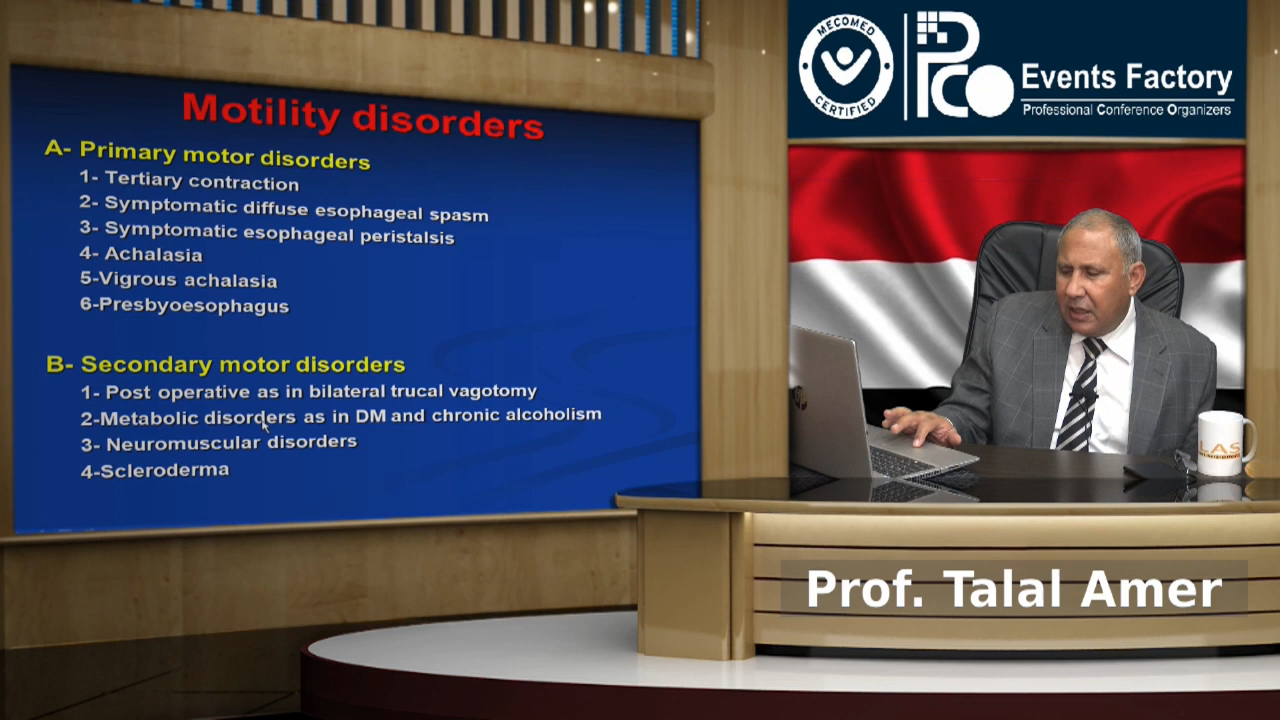 Motility disorders
A- Primary motor disorders
1- Tertiary contraction
2- Symptomatic diffuse esophageal spasm
3- Symptomatic esophageal peristalsis
4- Achalasia
5-Vigrous achalasia
6-Presbyoesophagus
B- Secondary motor disorders
1- Post operative as in bilateral trucal vagotomy
2-Metabolic disorders as in DM and chronic alcoholism
3- Neuromuscular disorders
4-Scleroderma
MECOMED
CERTIFIED
Pco
Events Factory
Professional Conference Organizers
LAS
Prof. Talal Amer